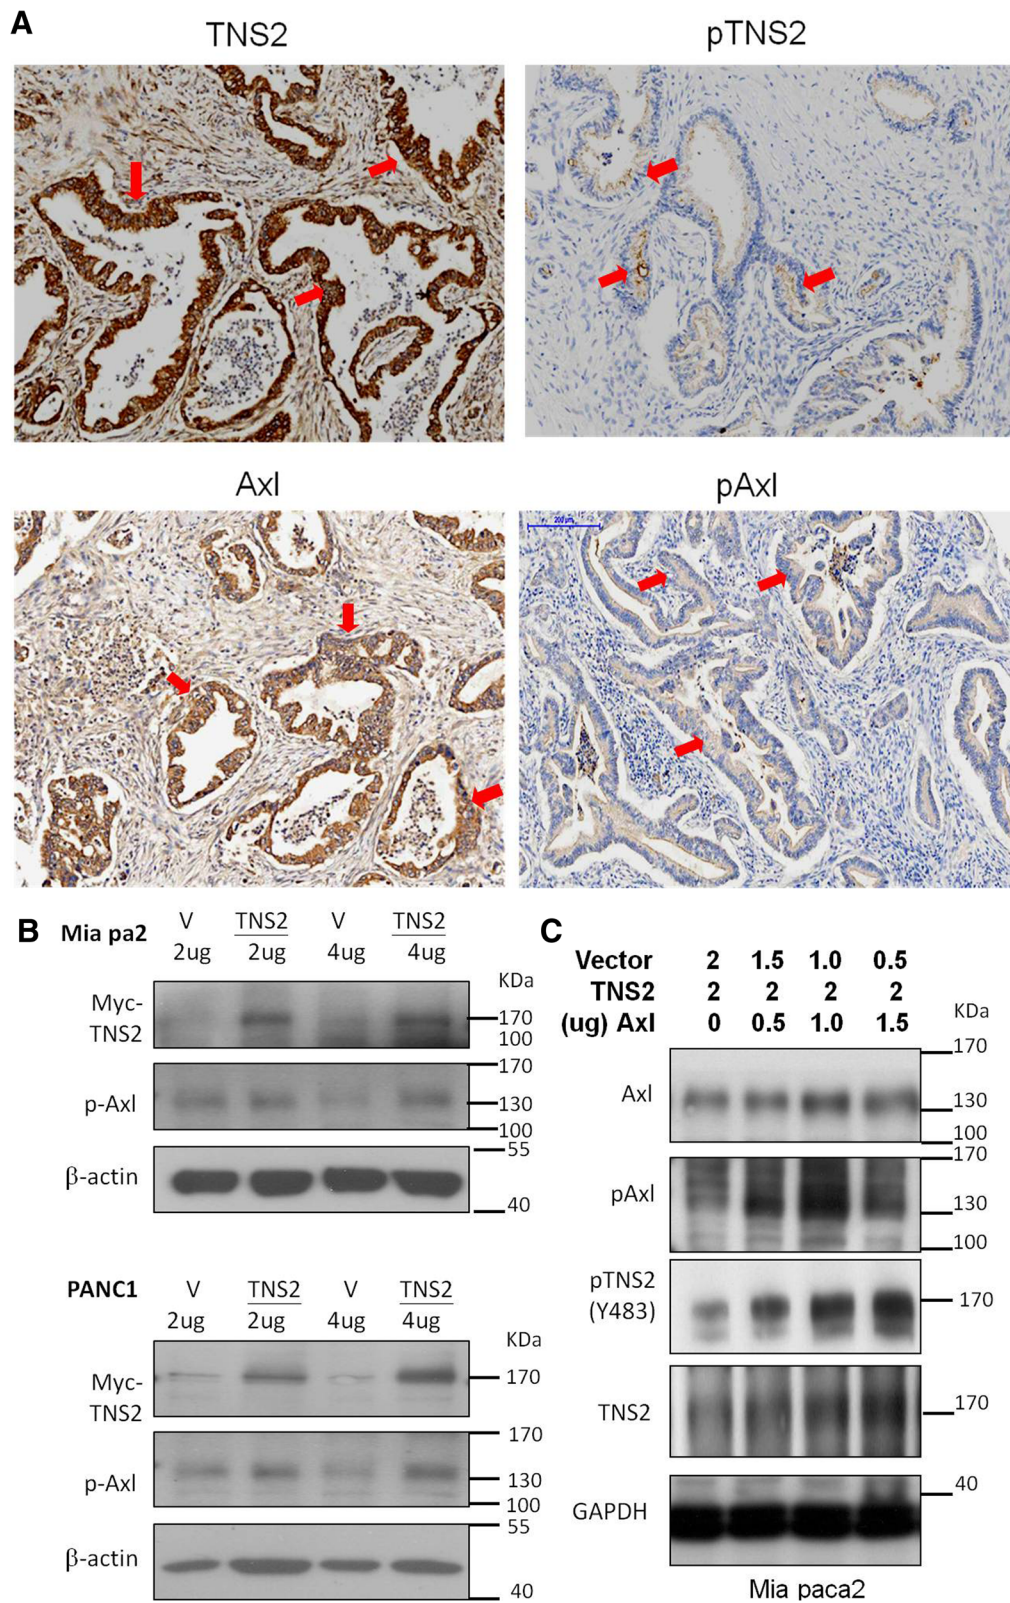 A
TNS2
pTNS2
Axl
pAxl
200 µm
B
Mia pa2
V TNS2 V TNS2
2ug 2ug 4ug 4ug
KDa
Myc-
TNS2
170
100
p-Axl
170
130
100
β-actin
55
40
PANC1
V TNS2 V TNS2
2ug 2ug 4ug 4ug
KDa
Myc-
TNS2
170
p-Axl
170
130
100
β-actin
55
40
C
Vector 2 1.5 1.0 0.5
TNS2 2 2 2 2
(ug) Axl 0 0.5 1.0 1.5
KDa
Axl
170
130
100
pAxl
170
130
100
pTNS2
(Y483)
170
TNS2
170
GAPDH
40
Mia paca2